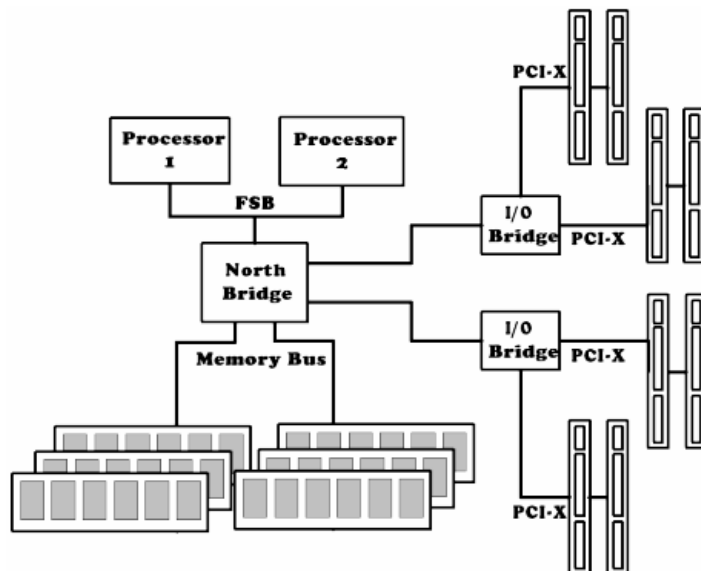 PCI-X
Processor
1
Processor
2
FSB
I/O
Bridge
PCI-X
North
Bridge
I/O
Bridge
PCI-X
Memory Bus
PCI-X